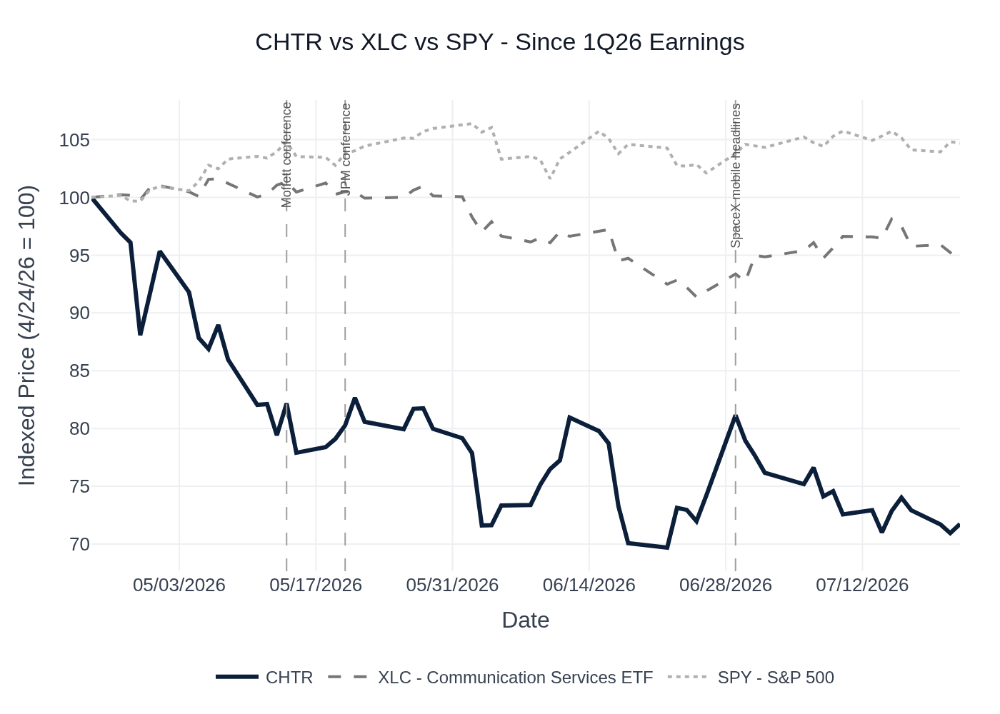 CHTR vs XLC vs SPY - Since 1Q26 Earnings
Indexed Price (4/24/26 = 100)
105
100
95
90
85
80
75
70
Moffett conference
JPM conference
SpaceX mobile headlines
05/03/2026
05/17/2026
05/31/2026
06/14/2026
06/28/2026
07/12/2026
Date
CHTR
XLC - Communication Services ETF
SPY - S&P 500